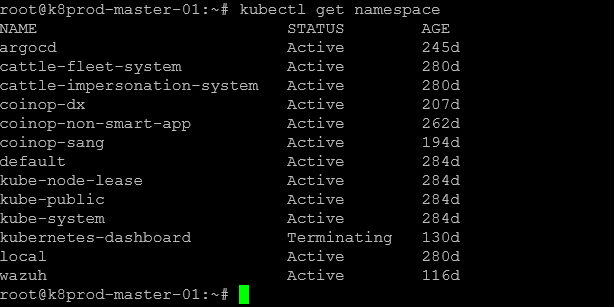 root@k8prod-master-01:~# kubectl get namespace
NAME STATUS AGE
argocd Active 245d
cattle-fleet-system Active 280d
cattle-impersonation-system Active 280d
coinop-dx Active 207d
coinop-non-smart-app Active 262d
coinop-sang Active 194d
default Active 284d
kube-node-lease Active 284d
kube-public Active 284d
kube-system Active 284d
kubernetes-dashboard Terminating 130d
local Active 280d
wazuh Active 116d
root@k8prod-master-01:~#